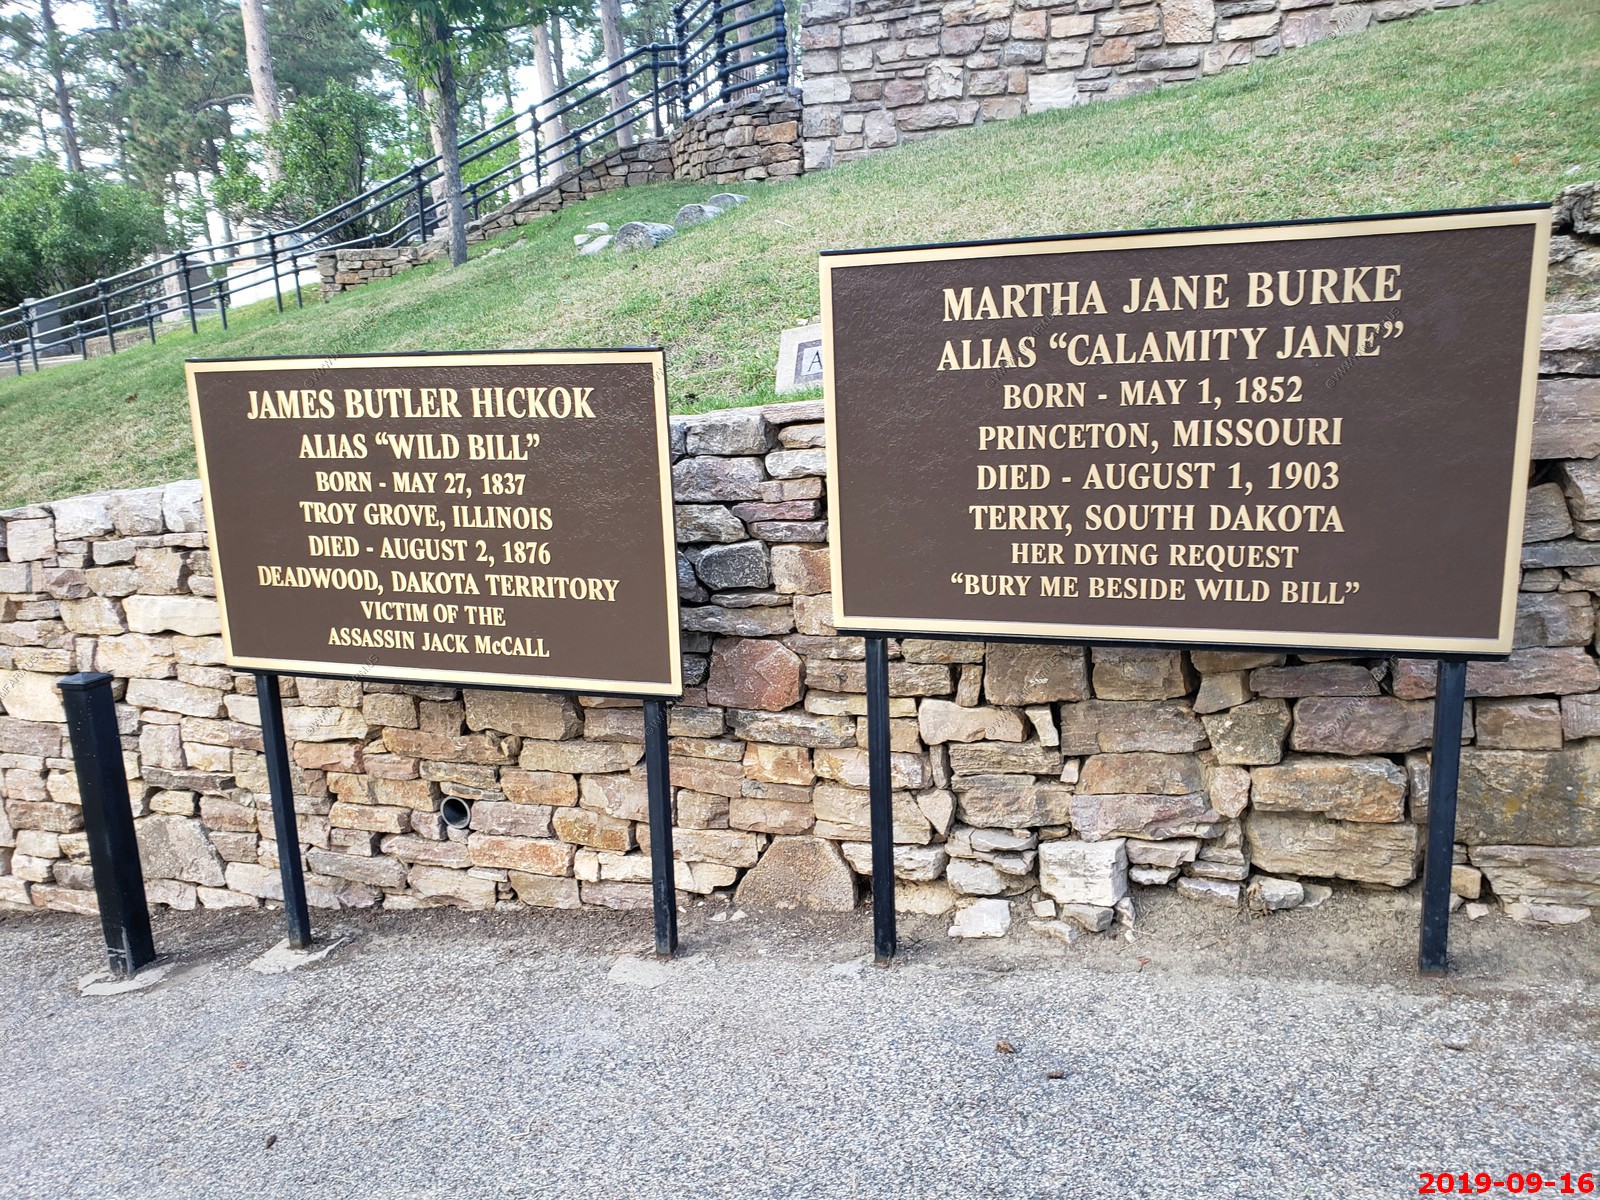 JAMES BUTLER HICKOK
ALIAS "WILD BILL"
BORN - MAY 27, 1837
TROY GROVE, ILLINOIS
DIED - AUGUST 2, 1876
DEADWOOD, DAKOTA TERRITORY
VICTIM OF THE
ASSASSIN JACK McCALL
MARTHA JANE BURKE
ALIAS "CALAMITY JANE"
BORN - MAY 1, 1852
PRINCETON, MISSOURI
DIED - AUGUST 1, 1903
TERRY, SOUTH DAKOTA
HER DYING REQUEST
"BURY ME BESIDE WILD BILL"
A
2019-09-16